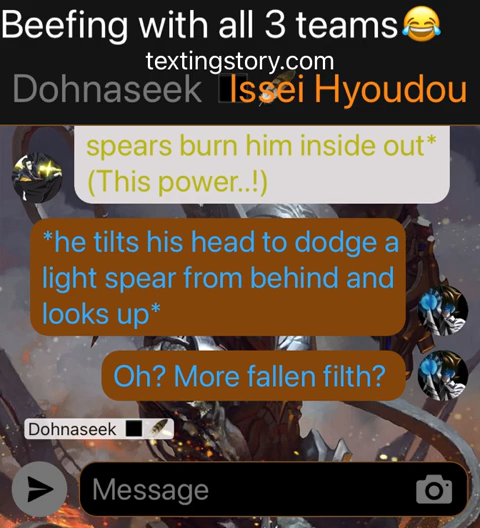 Beefing with all 3 teams😂
textingstory.com
Dohnaseek Issei Hyoudou
spears burn him inside out*
(This power..!)
*he tilts his head to dodge a
light spear from behind and
looks up*
Oh? More fallen filth?
Dohnaseek
Message